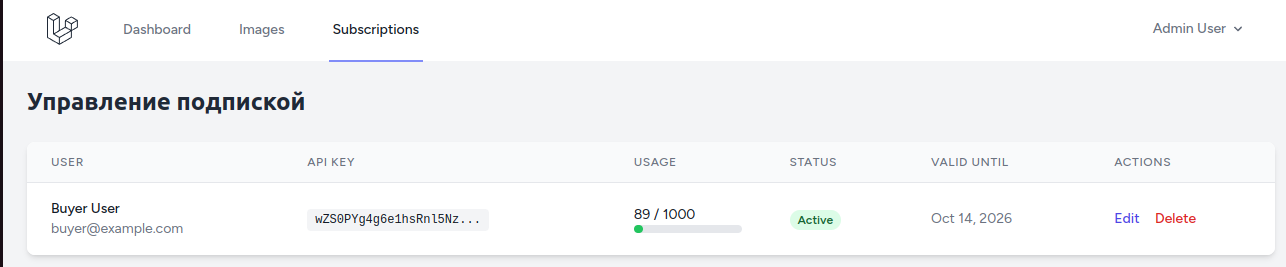 Dashboard Images Subscriptions Admin User
Управление подпиской
USER API KEY USAGE STATUS VALID UNTIL ACTIONS
Buyer User
buyer@example.com
wZS0PYg4g6e1hsRnl5Nz...
89 / 1000
Active
Oct 14, 2026
Edit Delete